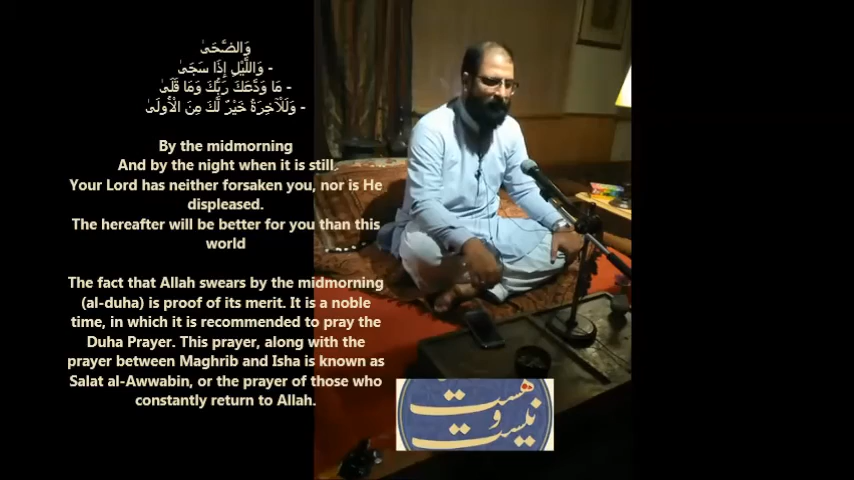 وَالضَّحَىٰ
- وَاللَّيْلِ إِذَا سَجَىٰ
- مَا وَدَّعَكَ رَبُّكَ وَمَا قَلَىٰ
- وَلَلْآخِرَةُ خَيْرٌ لَّكَ مِنَ الْأُولَىٰ
By the midmorning
And by the night when it is still.
Your Lord has neither forsaken you, nor is He
displeased.
The hereafter will be better for you than this
world
The fact that Allah swears by the midmorning
(al-duha) is proof of its merit. It is a noble
time, in which it is recommended to pray the
Duha Prayer. This prayer, along with the
prayer between Maghrib and Isha is known as
Salat al-Awwabin, or the prayer of those who
constantly return to Allah.
هست
و
نیست